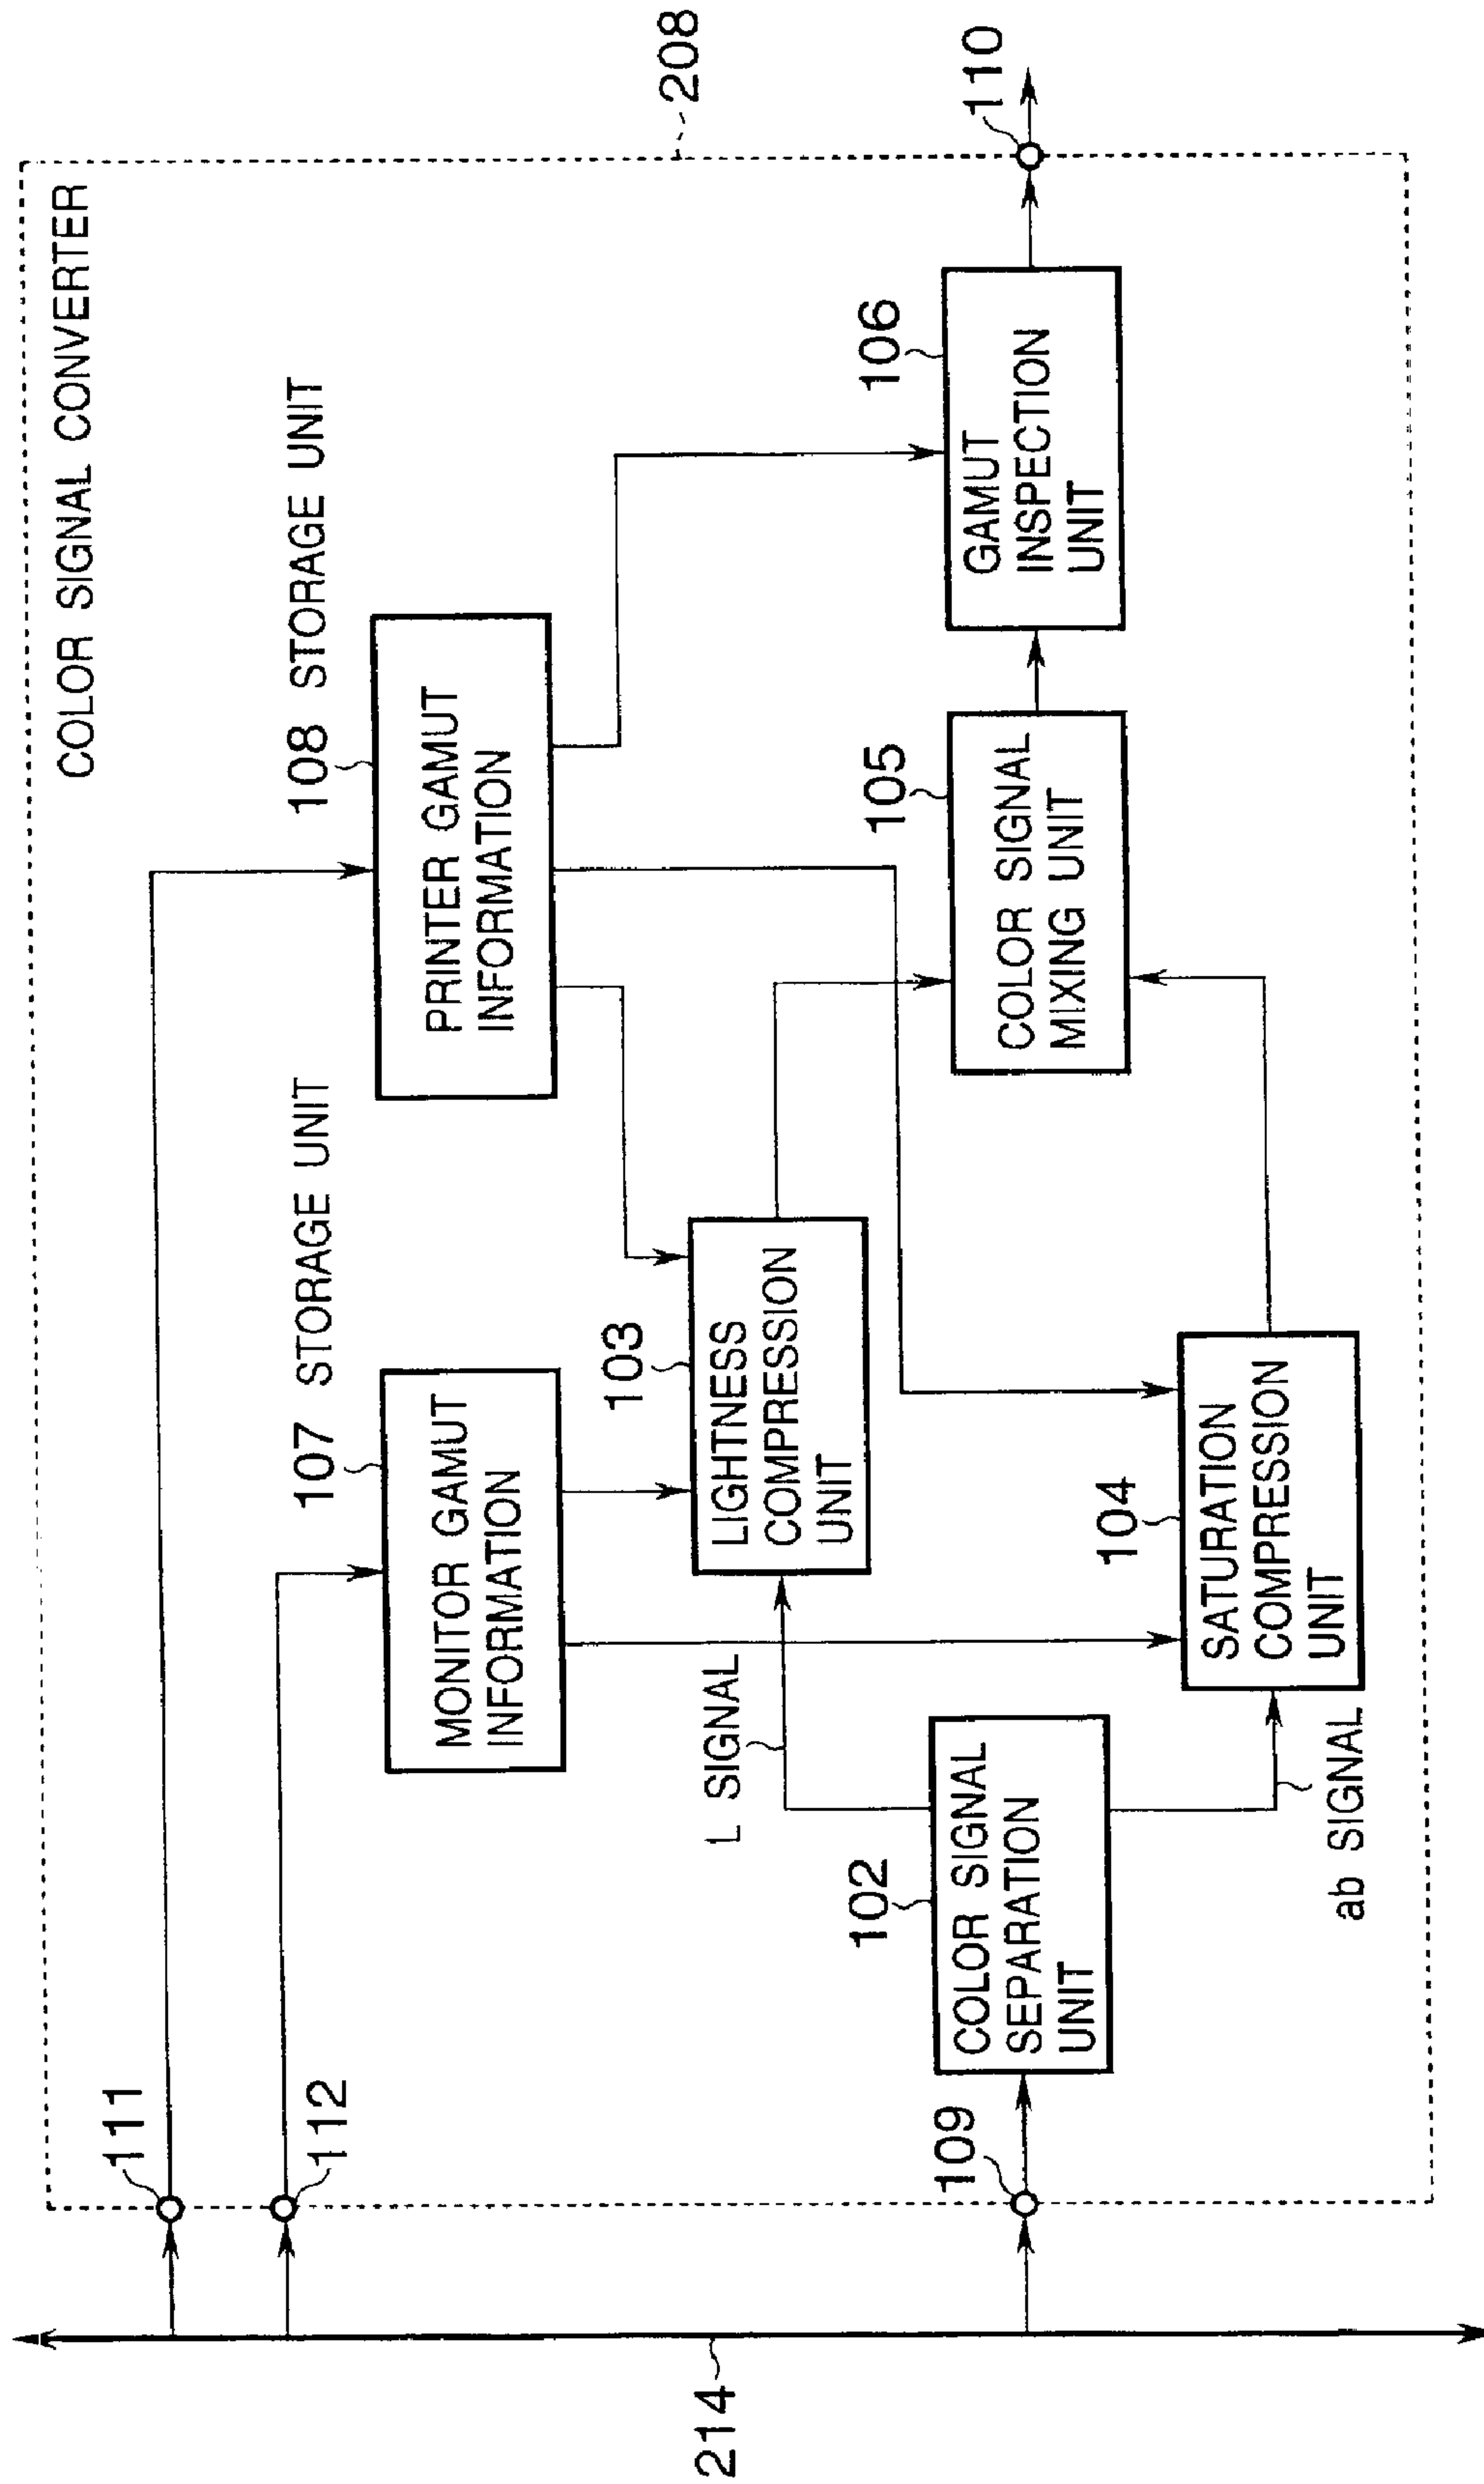 COLOR SIGNAL CONVERTER
208
111
112
107 STORAGE UNIT
108 STORAGE UNIT
MONITOR GAMUT
INFORMATION
PRINTER GAMUT
INFORMATION
103
LIGHTNESS
COMPRESSION
UNIT
L SIGNAL
214
109
102
COLOR SIGNAL
SEPARATION
UNIT
105
COLOR SIGNAL
MIXING UNIT
106
GAMUT
INSPECTION
UNIT
110
104
SATURATION
COMPRESSION
UNIT
ab SIGNAL